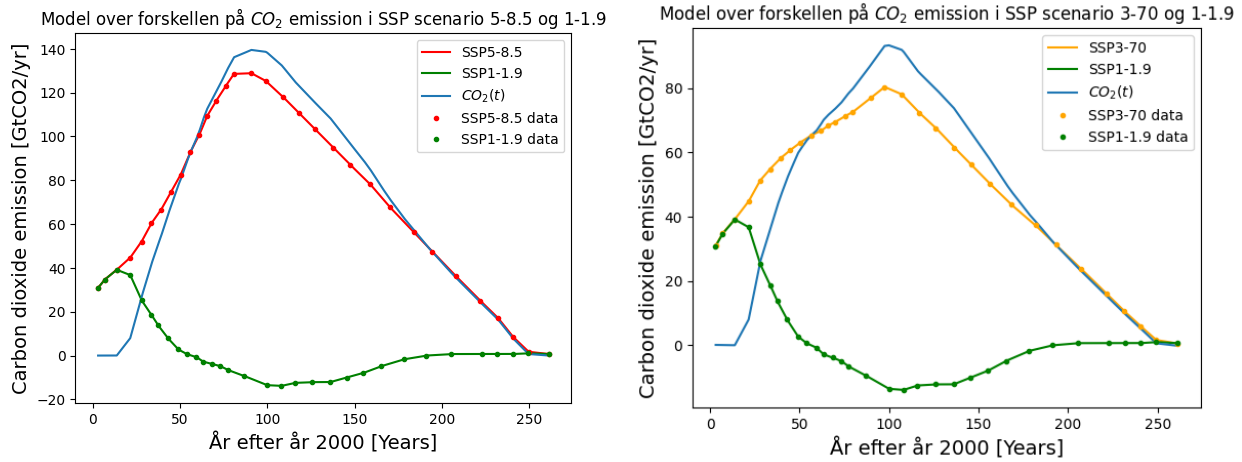 Model over forskellen på $CO_2$ emission i SSP scenario 5-8.5 og 1-1.9
Carbon dioxide emission [GtCO2/yr]
140
120
100
80
60
40
20
0
−20
SSP5-8.5
SSP1-1.9
CO₂(t)
SSP5-8.5 data
SSP1-1.9 data
0 50 100 150 200 250
År efter år 2000 [Years]
Model over forskellen på CO₂ emission i SSP scenario 3-70 og 1-1.9
Carbon dioxide emission [GtCO2/yr]
80
60
40
20
0
SSP3-70
SSP1-1.9
CO₂(t)
SSP3-70 data
SSP1-1.9 data
0 50 100 150 200 250
År efter år 2000 [Years]